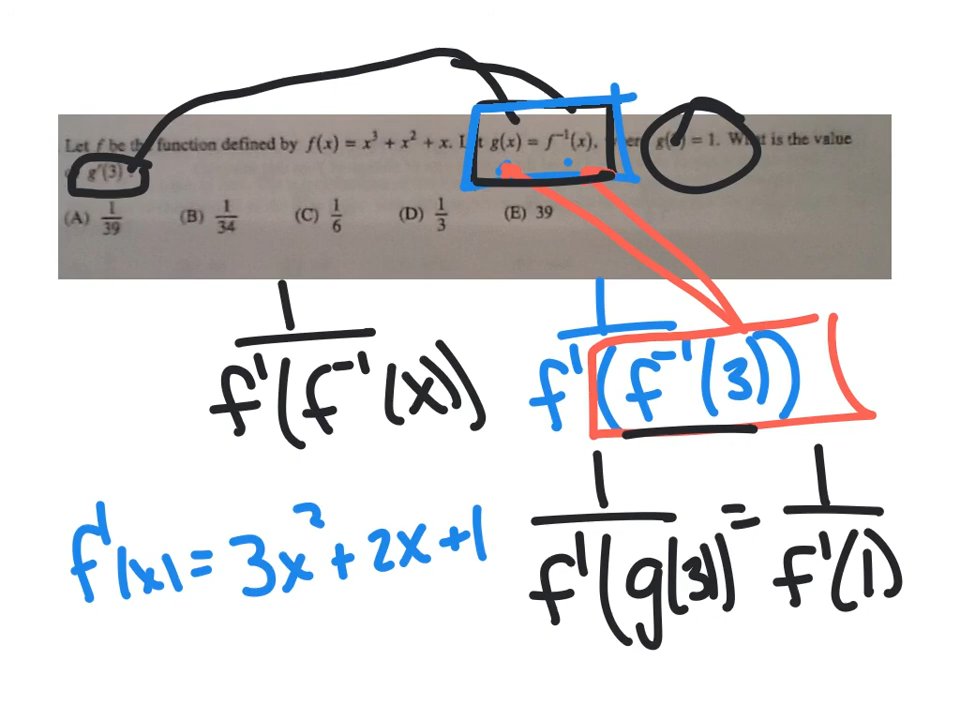 Let f be the function defined by f(x) = x³ + x² + x. Let g(x) = f⁻¹(x), g(3) = 1. What is the value
g'(3)
(A) 1/39 (B) 1/34 (C) 1/6 (D) 1/3 (E) 39
1/f'(f⁻¹(x)) 1/f'(f⁻¹(3))
f'(x) = 3x² + 2x + 1 1/f'(g(3)) = 1/f'(1)